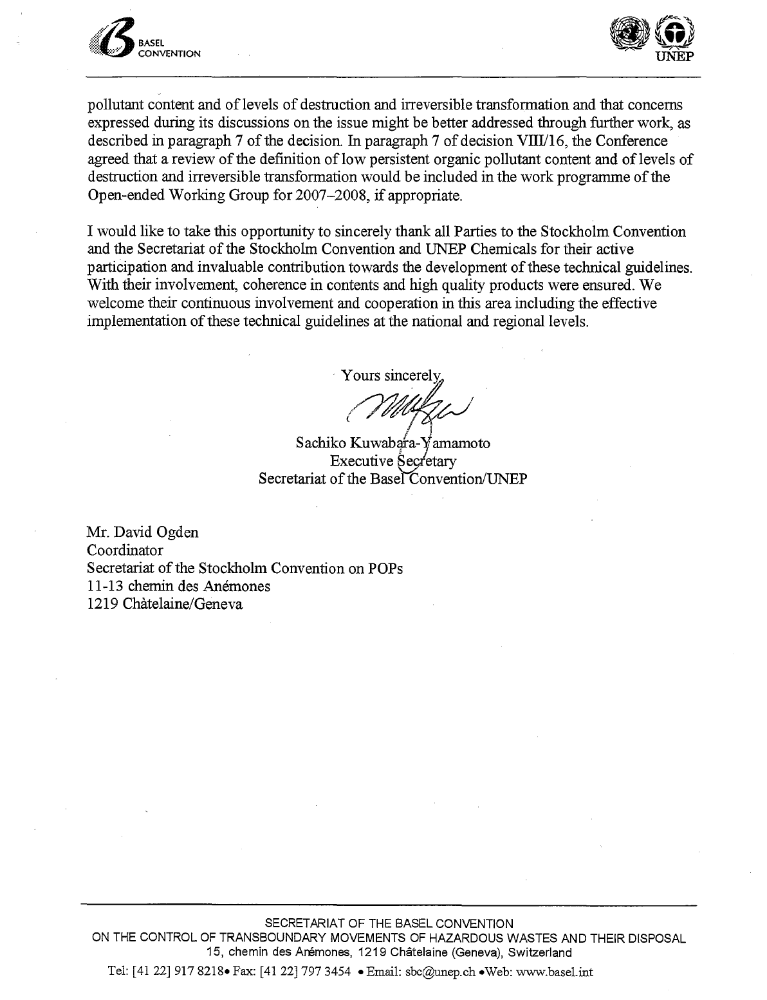 BASEL
CONVENTION
UNEP
pollutant content and of levels of destruction and irreversible transformation and that concerns
expressed during its discussions on the issue might be better addressed through further work, as
described in paragraph 7 of the decision. In paragraph 7 of decision VIII/16, the Conference
agreed that a review of the definition of low persistent organic pollutant content and of levels of
destruction and irreversible transformation would be included in the work programme of the
Open-ended Working Group for 2007–2008, if appropriate.
I would like to take this opportunity to sincerely thank all Parties to the Stockholm Convention
and the Secretariat of the Stockholm Convention and UNEP Chemicals for their active
participation and invaluable contribution towards the development of these technical guidelines.
With their involvement, coherence in contents and high quality products were ensured. We
welcome their continuous involvement and cooperation in this area including the effective
implementation of these technical guidelines at the national and regional levels.
Yours sincerely,
Sachiko Kuwabara-Yamamoto
Executive Secretary
Secretariat of the Basel Convention/UNEP
Mr. David Ogden
Coordinator
Secretariat of the Stockholm Convention on POPs
11-13 chemin des Anémones
1219 Châtelaine/Geneva
SECRETARIAT OF THE BASEL CONVENTION
ON THE CONTROL OF TRANSBOUNDARY MOVEMENTS OF HAZARDOUS WASTES AND THEIR DISPOSAL
15, chemin des Anémones, 1219 Châtelaine (Geneva), Switzerland
Tel: [41 22] 917 8218• Fax: [41 22] 797 3454 • Email: sbc@unep.ch •Web: www.basel.int